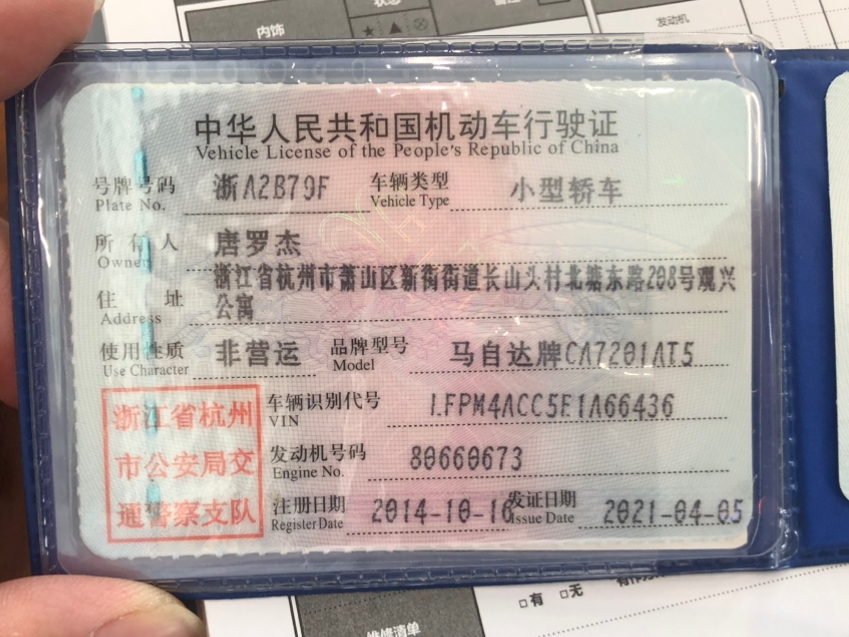 内饰
发动机
中华人民共和国机动车行驶证
Vehicle License of the People's Republic of China
号牌号码 浙A2B79F 车辆类型 小型轿车
Plate No. Vehicle Type
所有人 唐罗杰
Owner
浙江省杭州市萧山区新街街道长山头村北塘东路208号观兴
住址 公寓
Address
使用性质 非营运 品牌型号 马自达牌CA7201AT5
Use Character Model
浙江省杭州 车辆识别代号 LFPM4ACC5E1A66436
VIN
市公安局交 发动机号码 80660673
Engine No.
通警察支队 注册日期 2014-10-16 发证日期 2021-04-05
Register Date Issue Date
□有 □无
维修清单